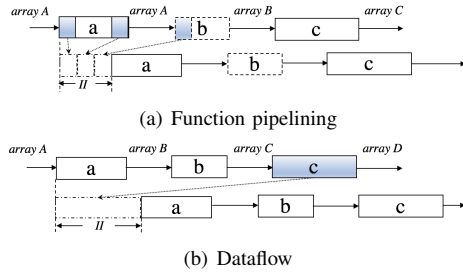 array A array A array B array C
a b c
a b c
II
(a) Function pipelining
array A array B array C array D
a b c
a b c
II
(b) Dataflow